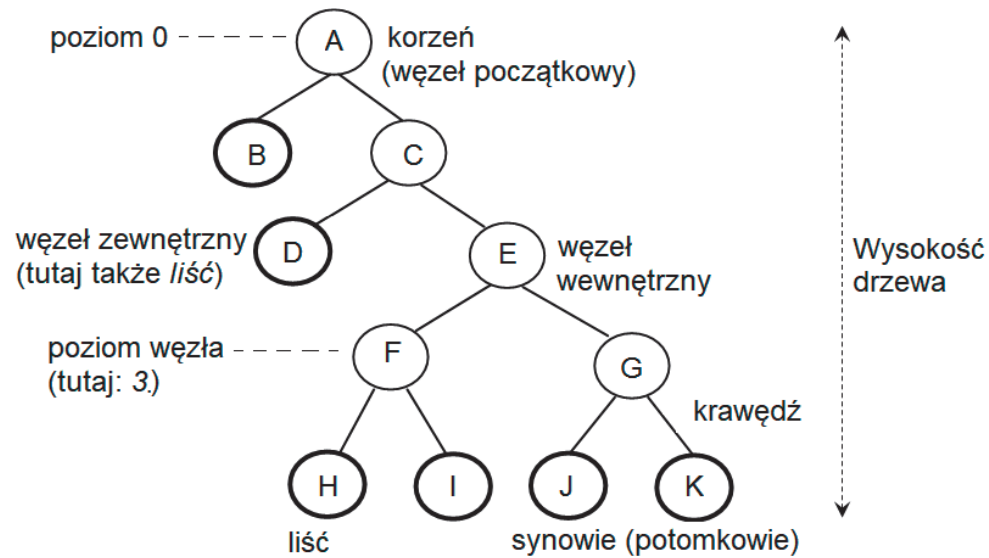 poziom 0
A
korzeń
(węzeł początkowy)
B
C
węzeł zewnętrzny
(tutaj także liść)
D
E
węzeł
wewnętrzny
Wysokość
drzewa
poziom węzła
(tutaj: 3.)
F
G
krawędź
H
I
J
K
liść
synowie (potomkowie)